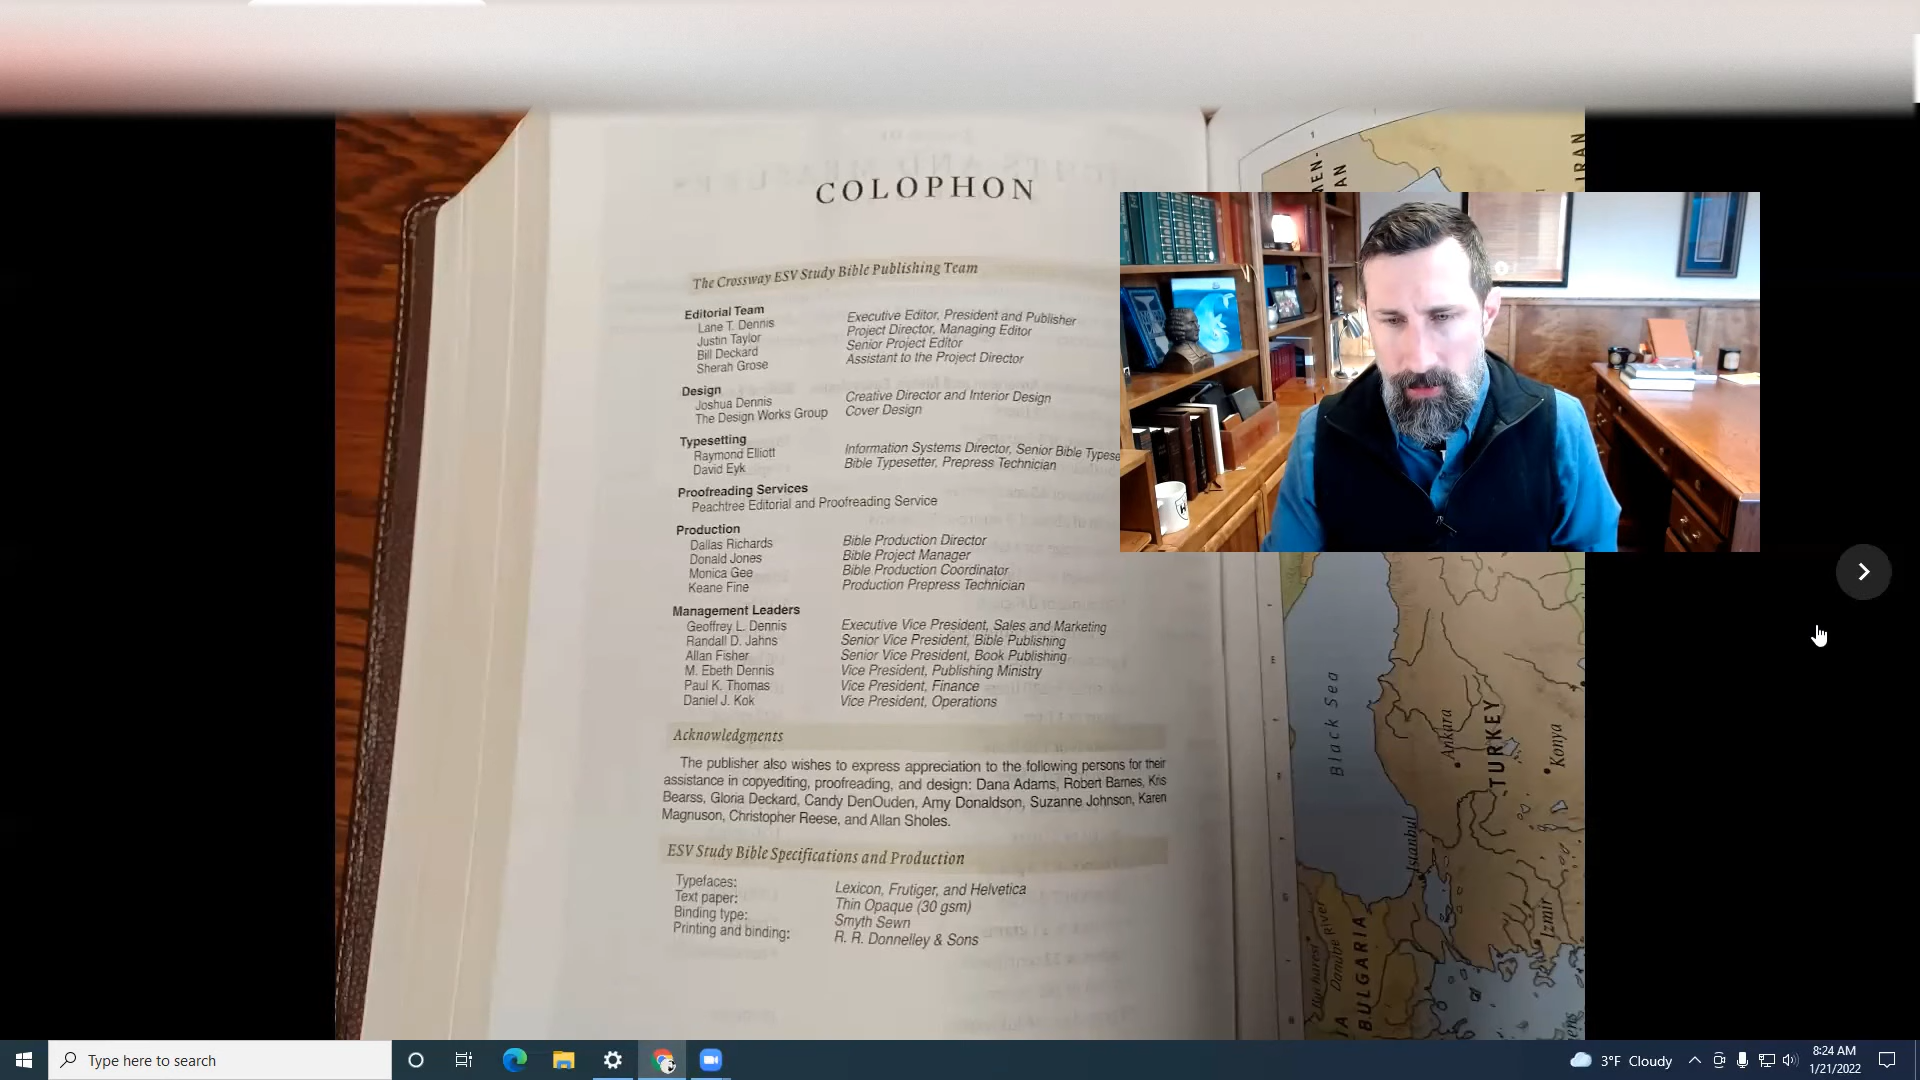 COLOPHON
The Crossway ESV Study Bible Publishing Team
Editorial Team
Lane T. Dennis Executive Editor, President and Publisher
Justin Taylor Project Director, Managing Editor
Bill Deckard Senior Project Editor
Sherah Grose Assistant to the Project Director
Design
Joshua Dennis Creative Director and Interior Design
The Design Works Group Cover Design
Typesetting
Raymond Elliott Information Systems Director, Senior Bible Typese
David Eyk Bible Typesetter, Prepress Technician
Proofreading Services
Peachtree Editorial and Proofreading Service
Production
Dallas Richards Bible Production Director
Donald Jones Bible Project Manager
Monica Gee Bible Production Coordinator
Keane Fine Production Prepress Technician
Management Leaders
Geoffrey L. Dennis Executive Vice President, Sales and Marketing
Randall D. Jahns Senior Vice President, Bible Publishing
Allan Fisher Senior Vice President, Book Publishing
M. Ebeth Dennis Vice President, Publishing Ministry
Paul K. Thomas Vice President, Finance
Daniel J. Kok Vice President, Operations
Acknowledgments
The publisher also wishes to express appreciation to the following persons for their
assistance in copyediting, proofreading, and design: Dana Adams, Robert Barnes, Kris
Bearss, Gloria Deckard, Candy DenOuden, Amy Donaldson, Suzanne Johnson, Karen
Magnuson, Christopher Reese, and Allan Sholes.
ESV Study Bible Specifications and Production
Typefaces: Lexicon, Frutiger, and Helvetica
Text paper: Thin Opaque (30 gsm)
Binding type: Smyth Sewn
Printing and binding: R. R. Donnelley & Sons
MEN-
AN
IRAN
Black Sea
Ankara
TURKEY
Konya
Istanbul
Izmir
Bucharest
Danube River
BULGARIA
IA
Type here to search
3°F Cloudy
8:24 AM
1/21/2022